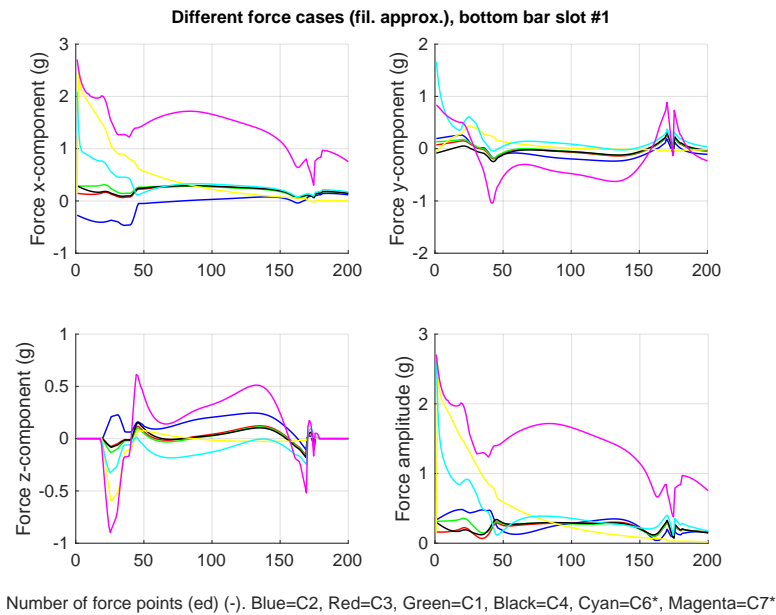 Different force cases (fil. approx.), bottom bar slot #1
3
2
1
0
-1
Force x-component (g)
0 50 100 150 200
2
1
0
-1
-2
Force y-component (g)
0 50 100 150 200
1
0.5
0
-0.5
-1
Force z-component (g)
0 50 100 150 200
3
2
1
0
Force amplitude (g)
0 50 100 150 200
Number of force points (ed) (-). Blue=C2, Red=C3, Green=C1, Black=C4, Cyan=C6*, Magenta=C7*